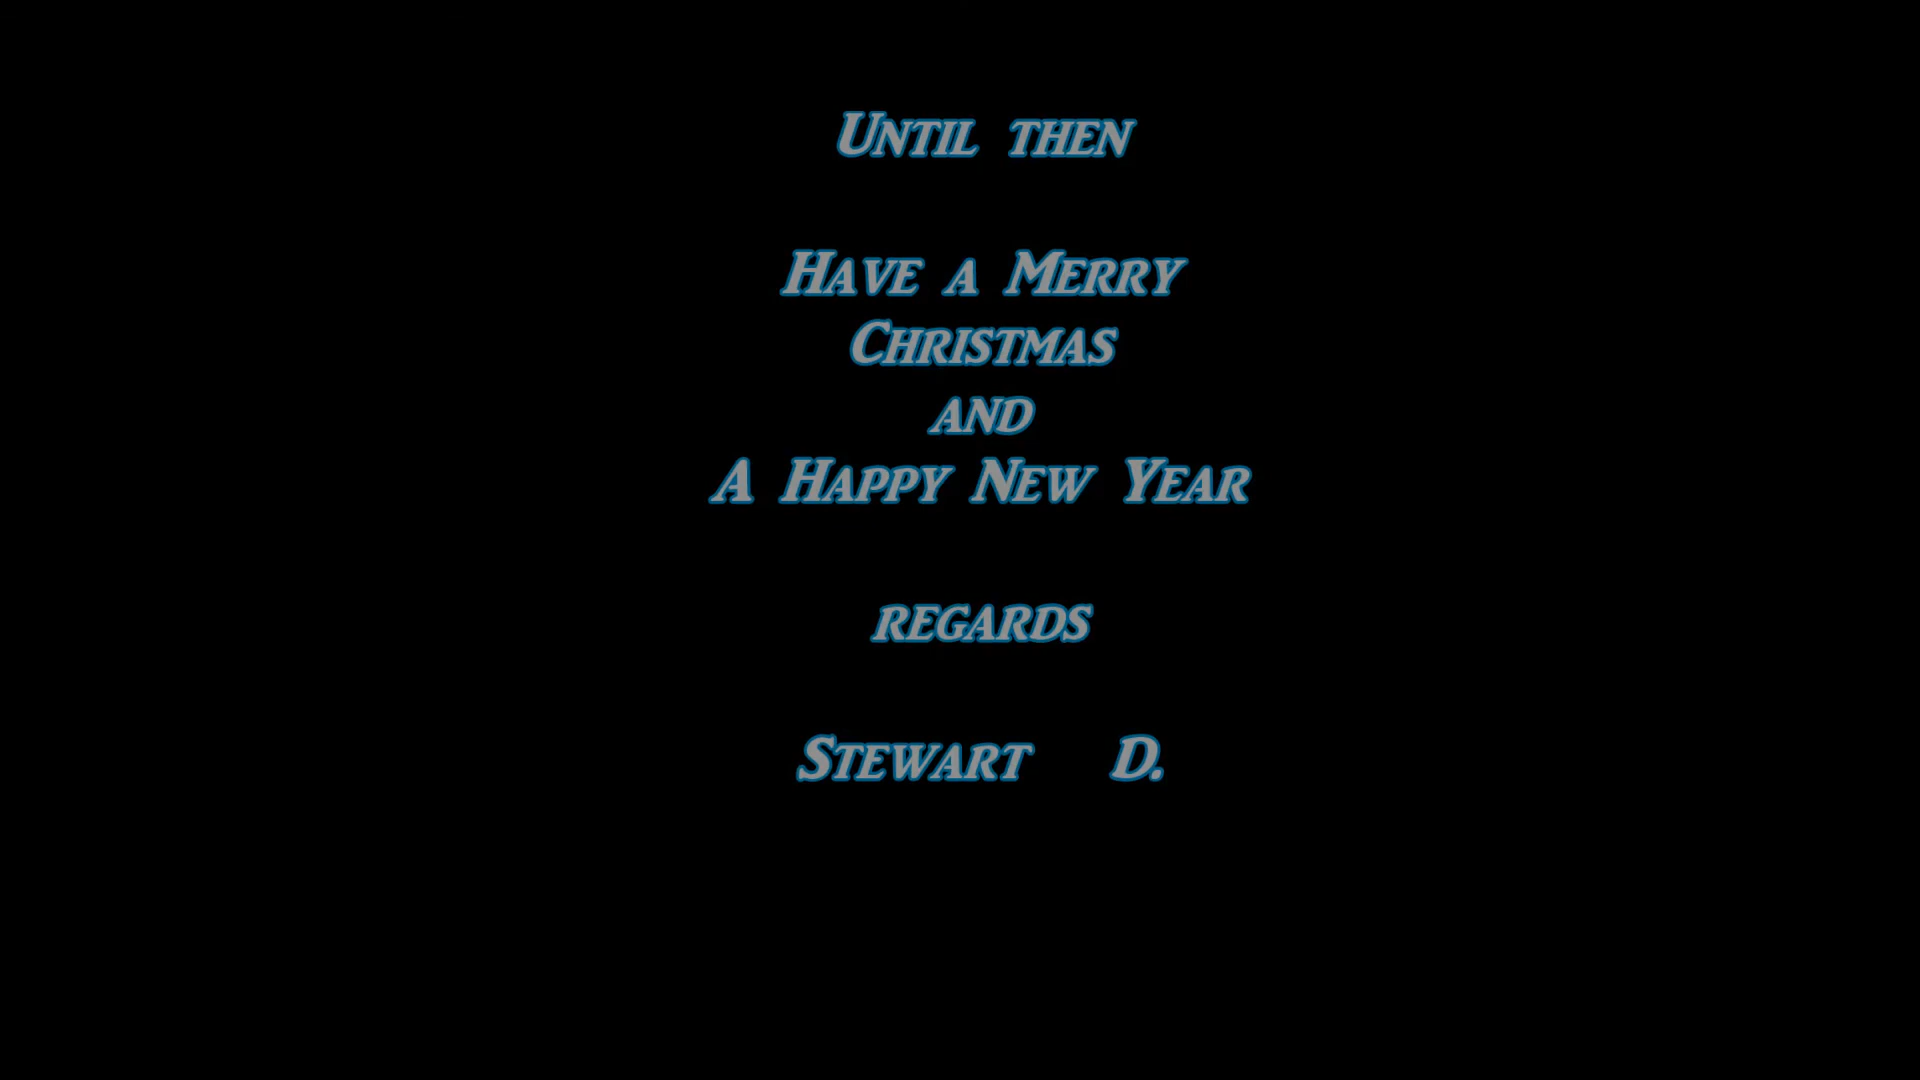 Until then
Have a Merry
Christmas
and
A Happy New Year
regards
Stewart D.